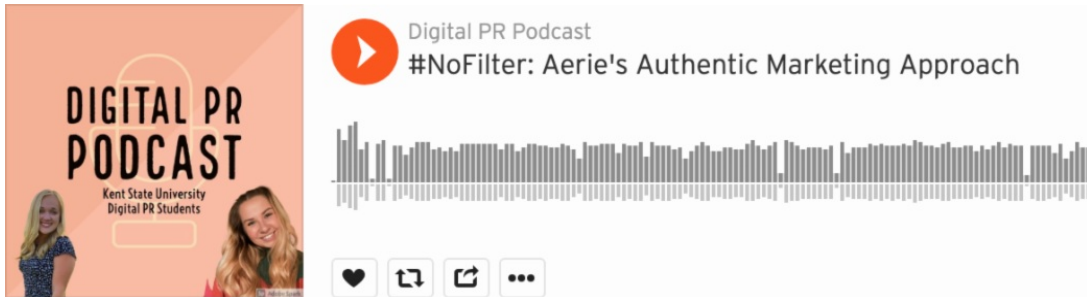 DIGITAL PR
PODCAST
Kent State University
Digital PR Students
Digital PR Podcast
#NoFilter: Aerie's Authentic Marketing Approach